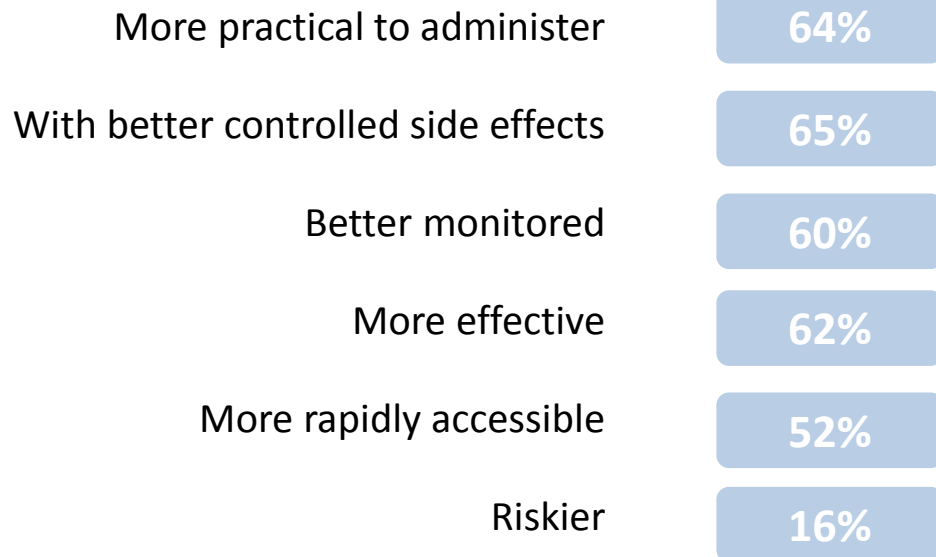 More practical to administer 64%
With better controlled side effects 65%
Better monitored 60%
More effective 62%
More rapidly accessible 52%
Riskier 16%